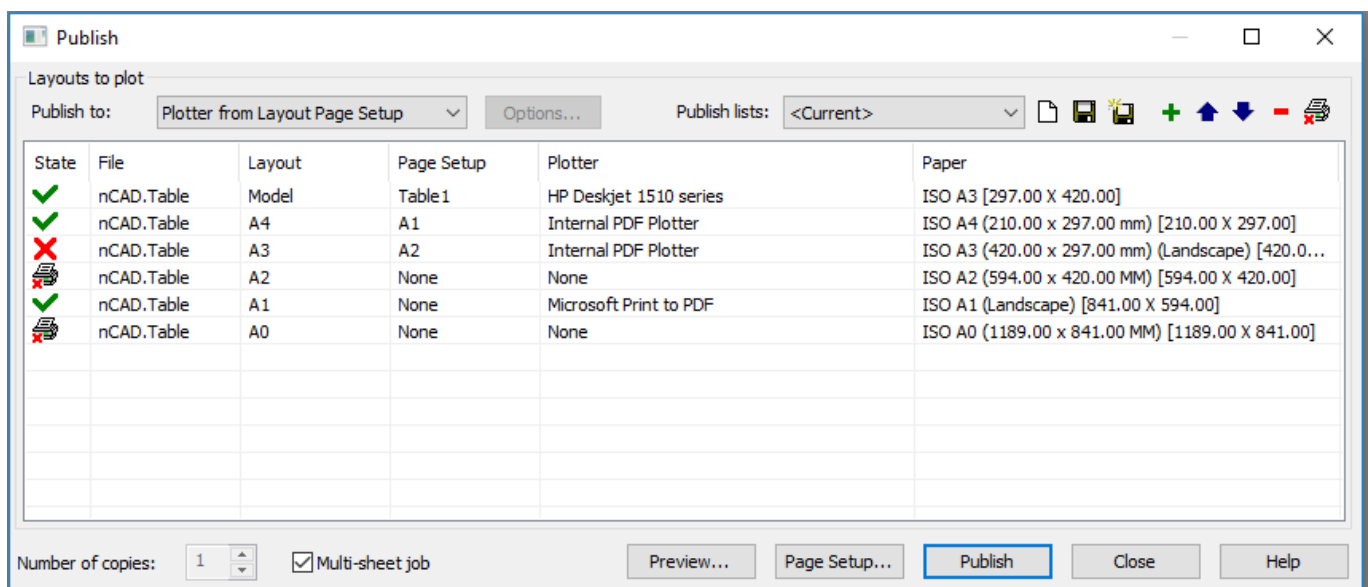 Publish
Layouts to plot
Publish to: Plotter from Layout Page Setup Options... Publish lists: <Current>
State File Layout Page Setup Plotter Paper
nCAD.Table Model Table1 HP Deskjet 1510 series ISO A3 [297.00 X 420.00]
nCAD.Table A4 A1 Internal PDF Plotter ISO A4 (210.00 x 297.00 mm) [210.00 X 297.00]
nCAD.Table A3 A2 Internal PDF Plotter ISO A3 (420.00 x 297.00 mm) (Landscape) [420.0...
nCAD.Table A2 None None ISO A2 (594.00 x 420.00 MM) [594.00 X 420.00]
nCAD.Table A1 None Microsoft Print to PDF ISO A1 (Landscape) [841.00 X 594.00]
nCAD.Table A0 None None ISO A0 (1189.00 x 841.00 MM) [1189.00 X 841.00]
Number of copies: 1 Multi-sheet job Preview... Page Setup... Publish Close Help